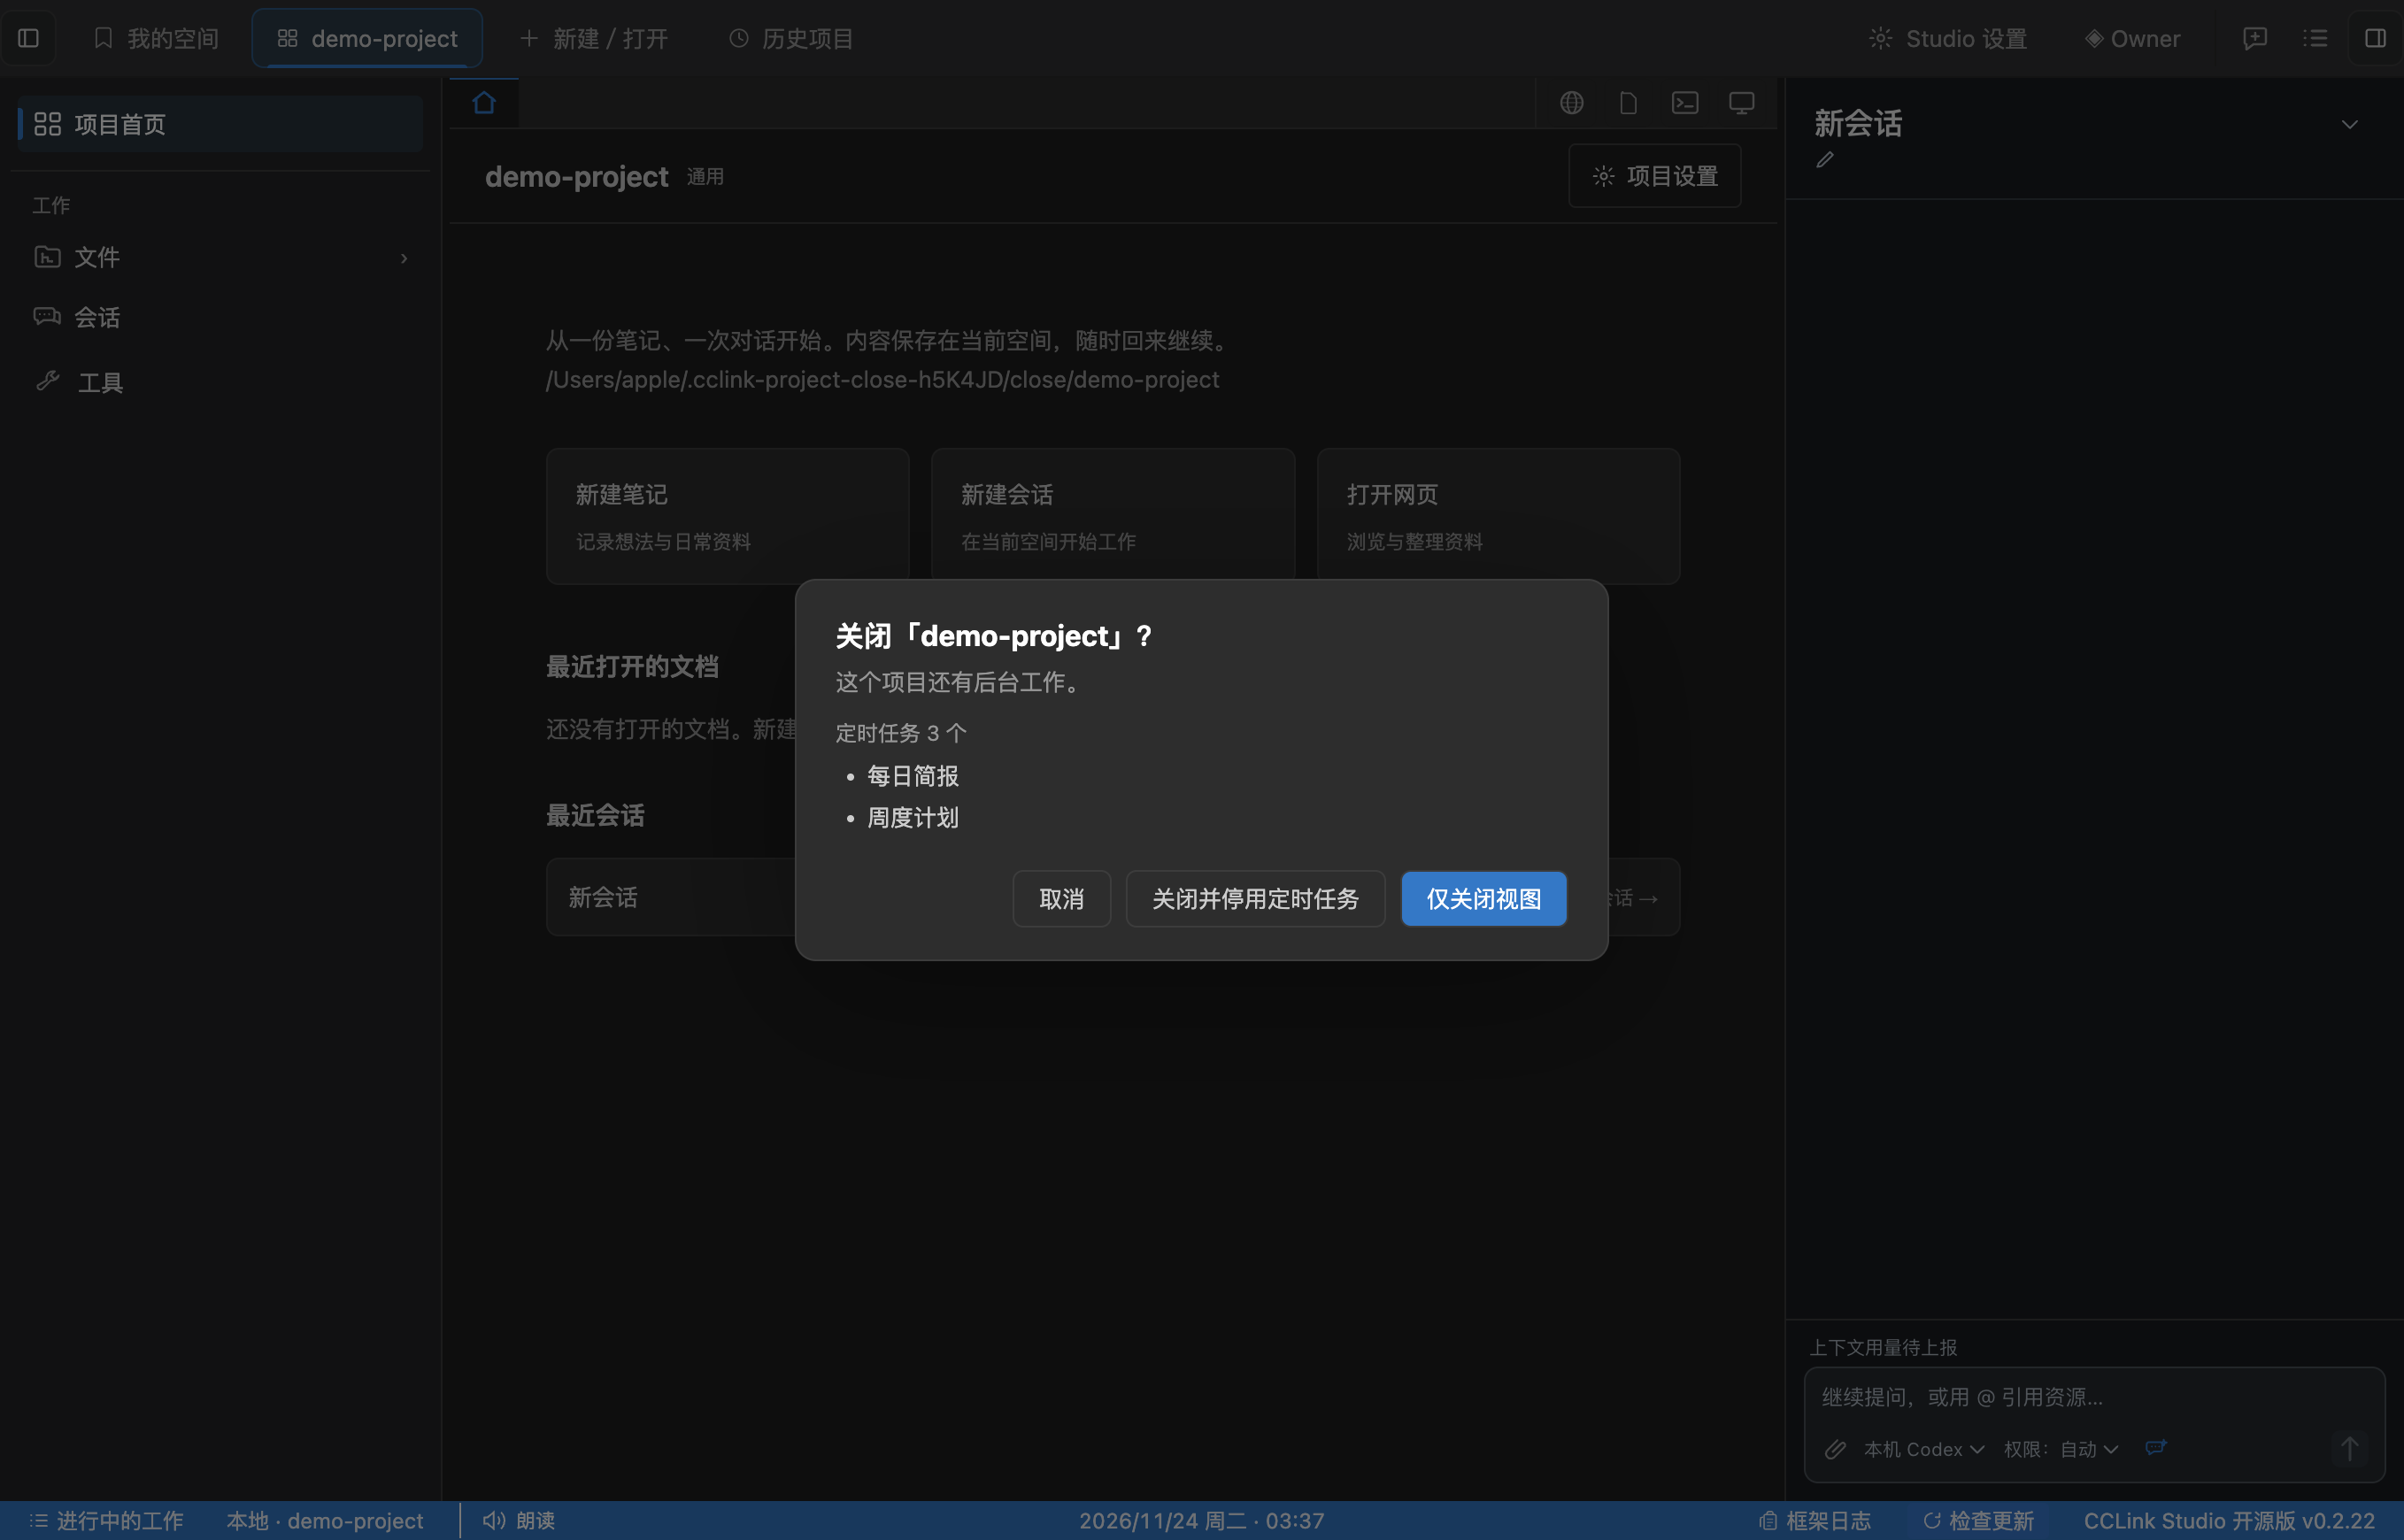 我的空间
demo-project
新建 / 打开
历史项目
Studio 设置
Owner
项目首页
工作
文件
会话
工具
demo-project 通用
项目设置
从一份笔记、一次对话开始。内容保存在当前空间，随时回来继续。
/Users/apple/.cclink-project-close-h5K4JD/close/demo-project
新建笔记
记录想法与日常资料
新建会话
在当前空间开始工作
打开网页
浏览与整理资料
最近打开的文档
还没有打开的文档。新建
最近会话
新会话
话 →
关闭「demo-project」？
这个项目还有后台工作。
定时任务 3 个
• 每日简报
• 周度计划
取消
关闭并停用定时任务
仅关闭视图
新会话
上下文用量待上报
继续提问，或用 @ 引用资源...
本机 Codex
权限：自动
进行中的工作
本地 · demo-project
朗读
2026/11/24 周二 · 03:37
框架日志
检查更新
CCLink Studio 开源版 v0.2.22